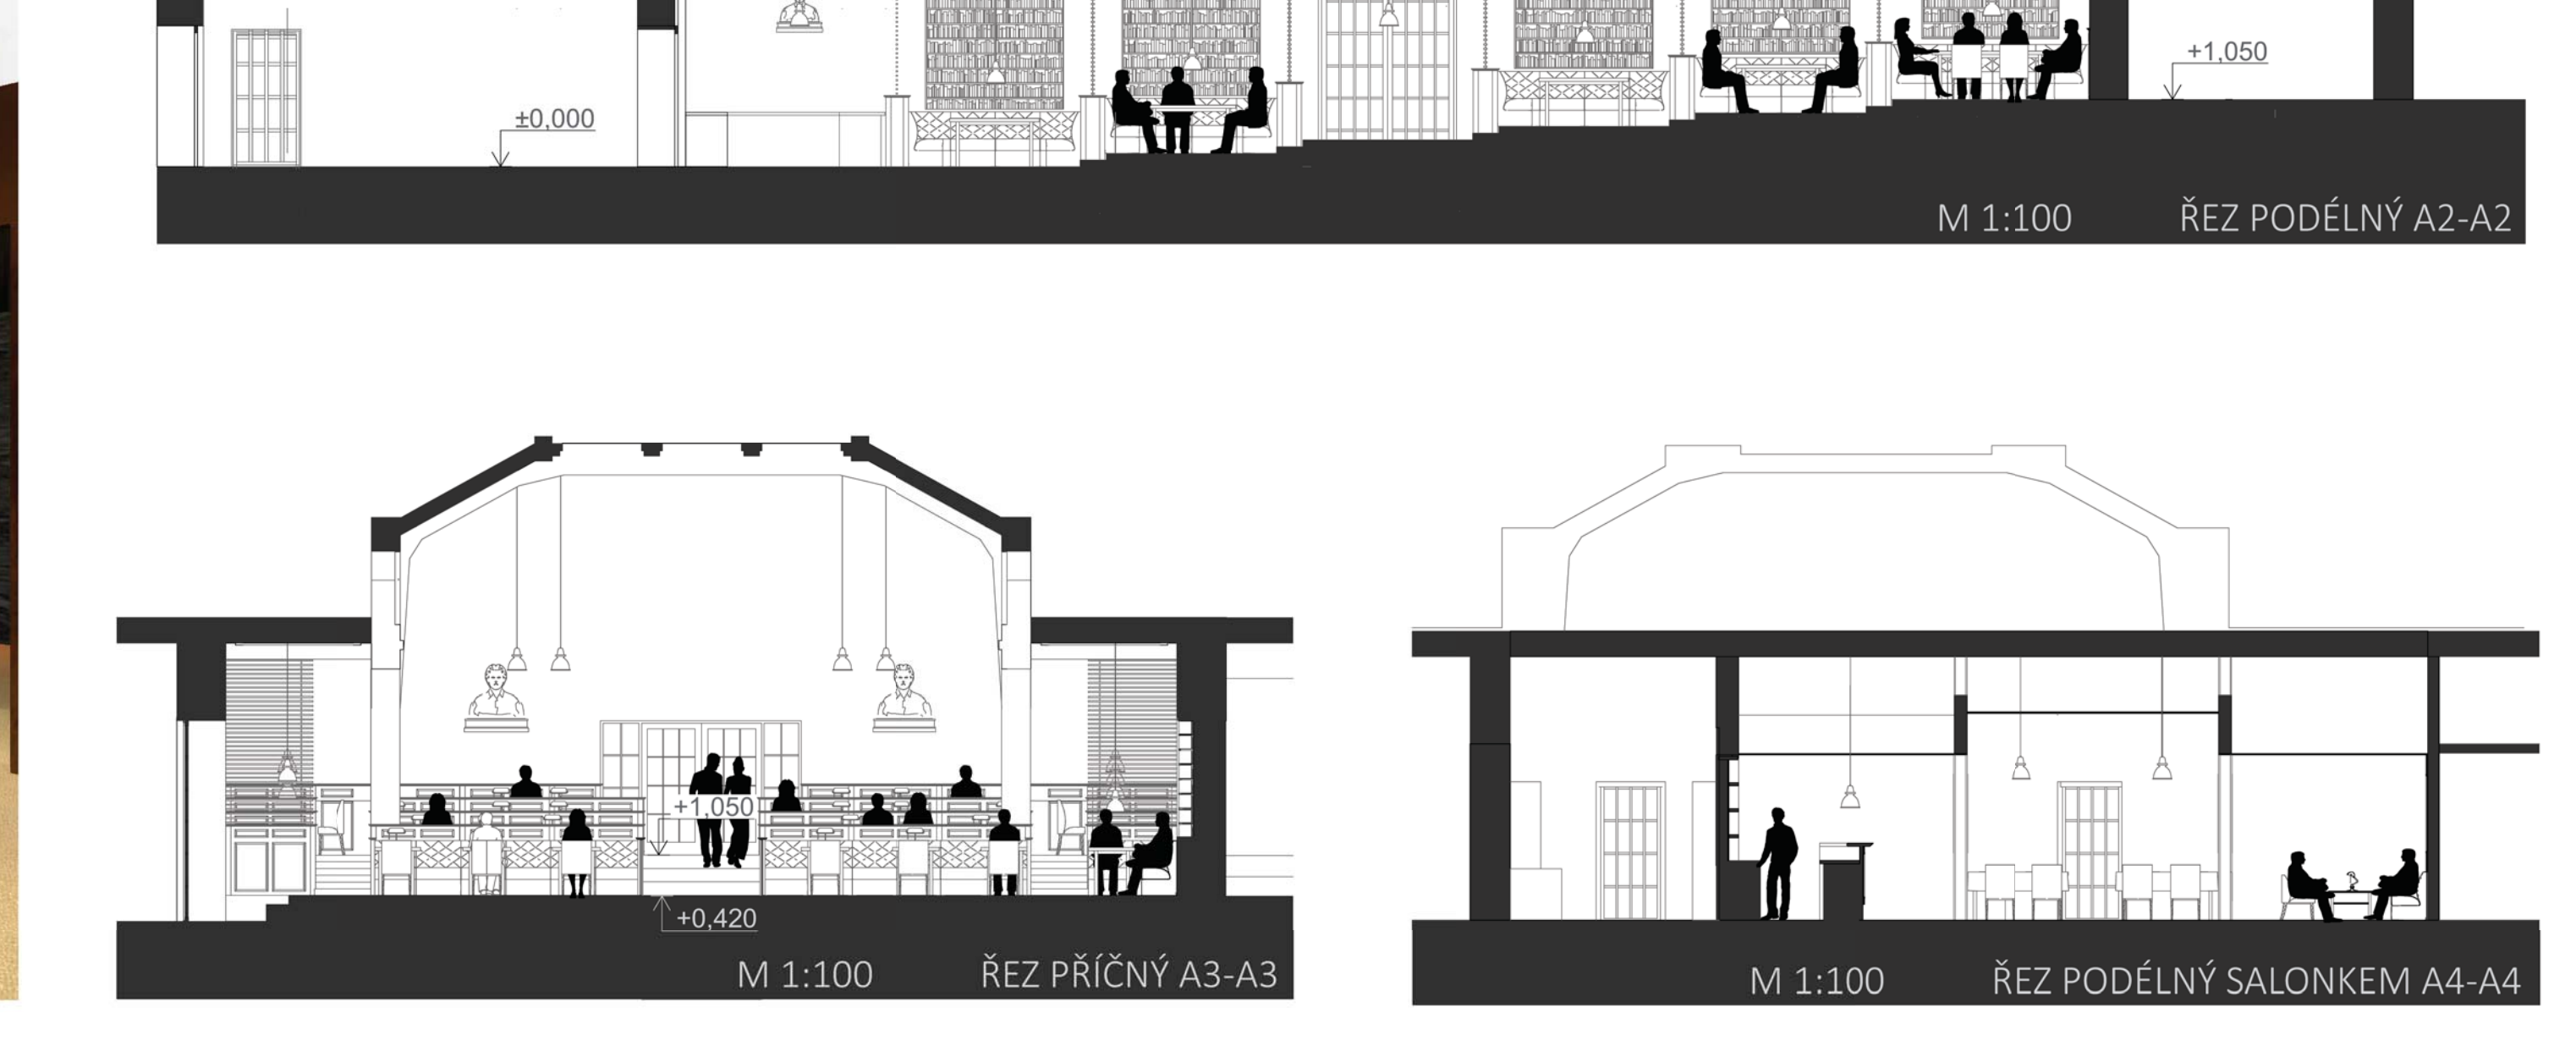 +1,050
±0,000
M 1:100 ŘEZ PODÉLNÝ A2-A2
+1,050
+0,420
M 1:100 ŘEZ PŘÍČNÝ A3-A3
M 1:100 ŘEZ PODÉLNÝ SALONKEM A4-A4